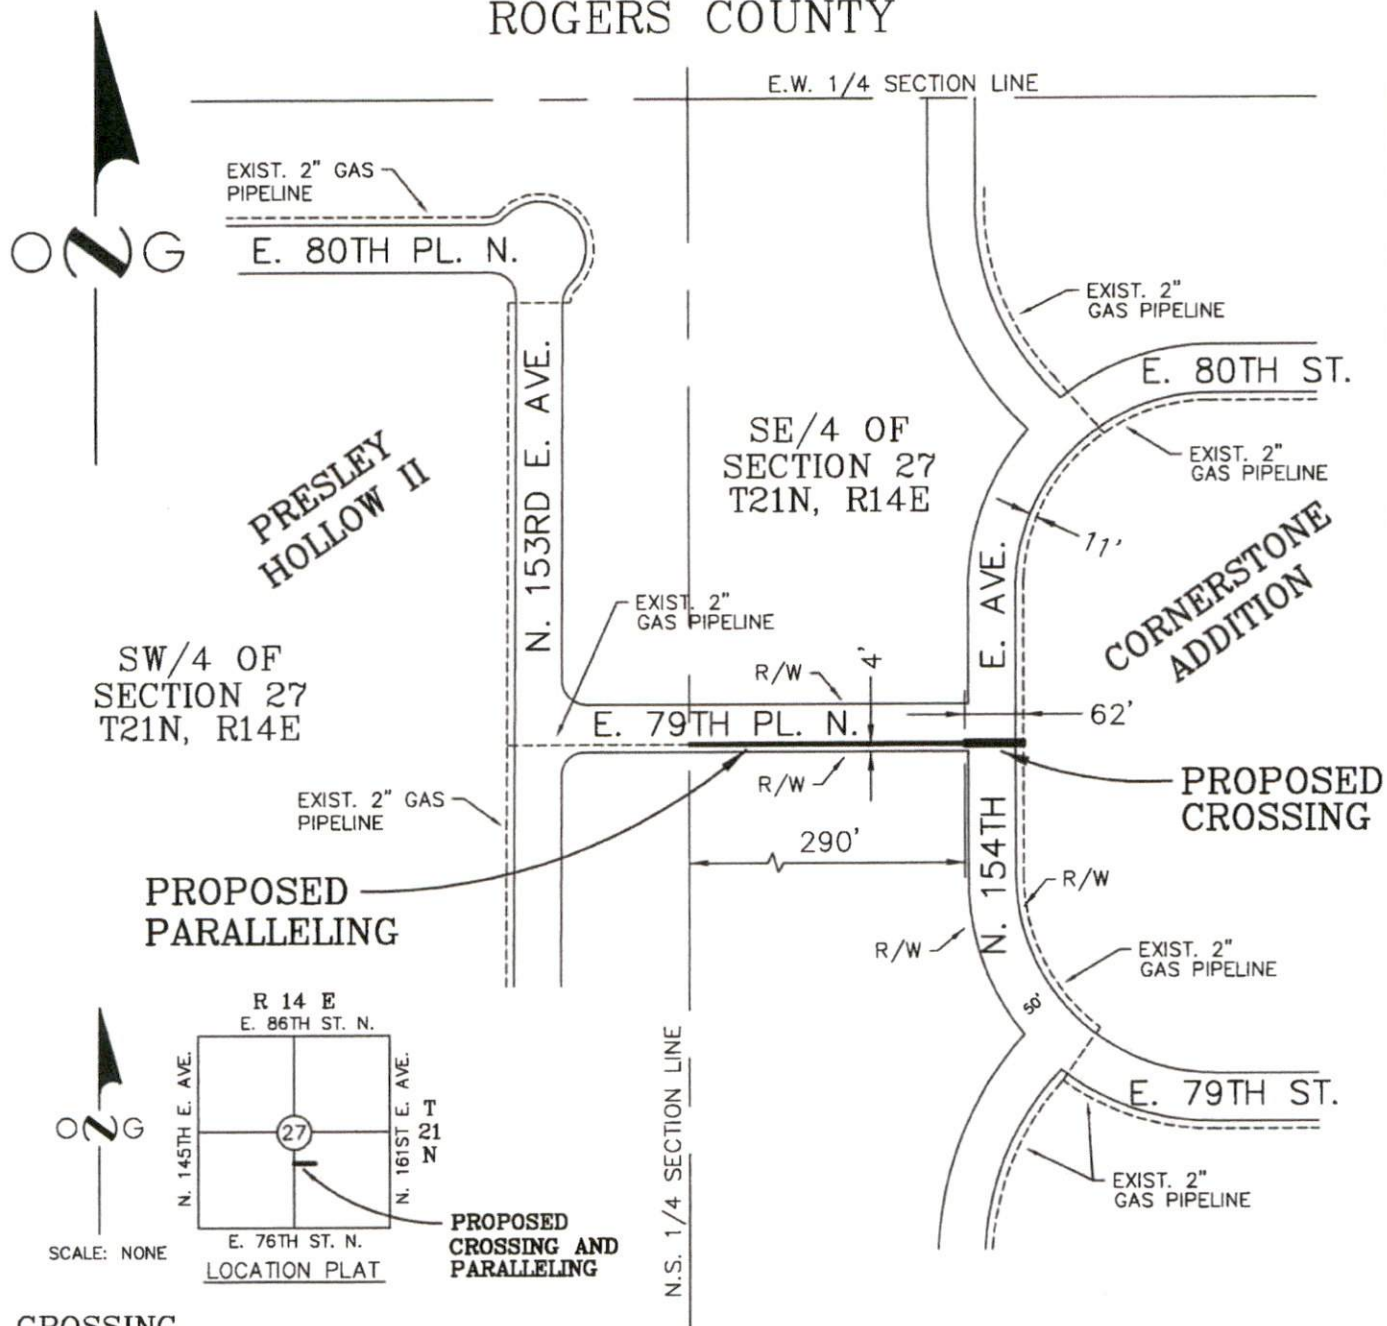 ROGERS COUNTY
E.W. 1/4 SECTION LINE
EXIST. 2" GAS
PIPELINE
O N G
E. 80TH PL. N.
EXIST. 2"
GAS PIPELINE
E. 80TH ST.
N. 153RD E. AVE.
SE/4 OF
SECTION 27
T21N, R14E
EXIST. 2"
GAS PIPELINE
PRESLEY
HOLLOW II
11'
CORNERSTONE
ADDITION
N. 154TH E. AVE.
EXIST. 2"
GAS PIPELINE
SW/4 OF
SECTION 27
T21N, R14E
R/W
4'
E. 79TH PL. N.
62'
R/W
PROPOSED
CROSSING
EXIST. 2" GAS
PIPELINE
290'
PROPOSED
PARALLELING
R/W
R/W
EXIST. 2"
GAS PIPELINE
50'
E. 79TH ST.
EXIST. 2"
GAS PIPELINE
N.S. 1/4 SECTION LINE
R 14 E
E. 86TH ST. N.
N. 145TH E. AVE.
27
N. 161ST E. AVE.
T
21
N
O N G
SCALE: NONE
E. 76TH ST. N.
LOCATION PLAT
PROPOSED
CROSSING AND
PARALLELING
CROSSING